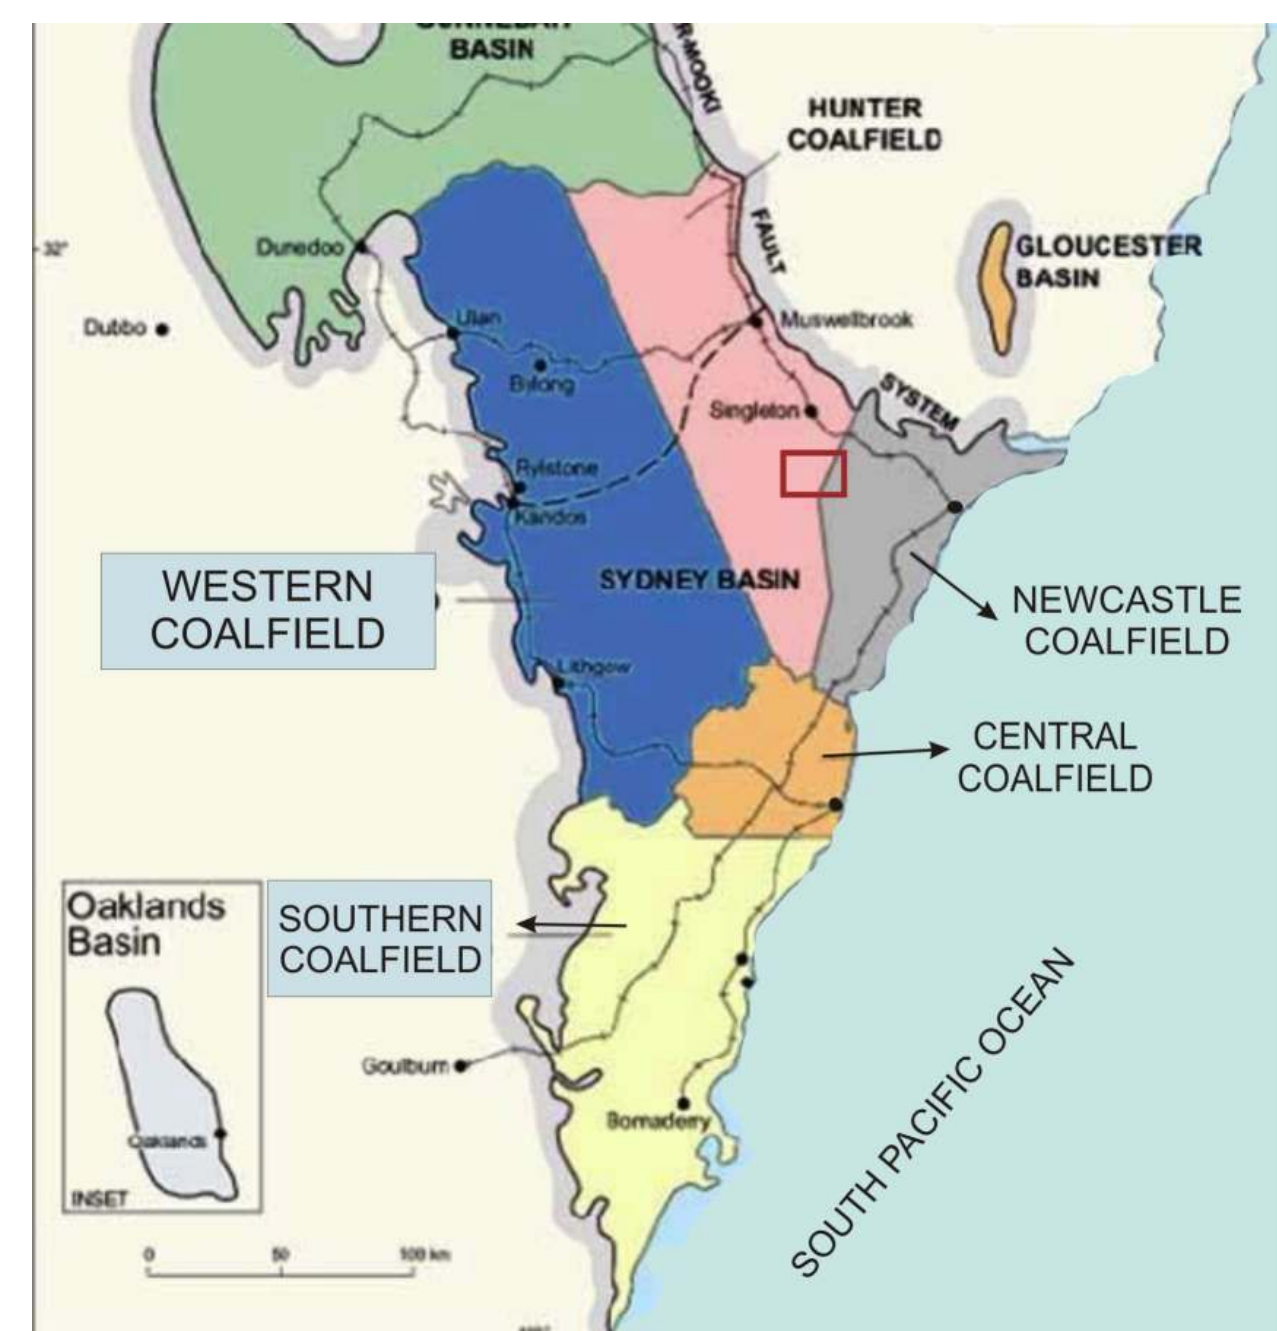 BASIN
R-MOOKI
HUNTER
COALFIELD
FAULT
32°
Dunedoo
GLOUCESTER
BASIN
Dubbo
Ulan
Muswellbrook
Bylong
SYSTEM
Singleton
Rylstone
Kandos
WESTERN
COALFIELD
SYDNEY BASIN
NEWCASTLE
COALFIELD
Lithgow
CENTRAL
COALFIELD
Oaklands
Basin
SOUTHERN
COALFIELD
SOUTH PACIFIC OCEAN
Goulburn
Bomaderry
Oaklands
INSET
0 50 100 km